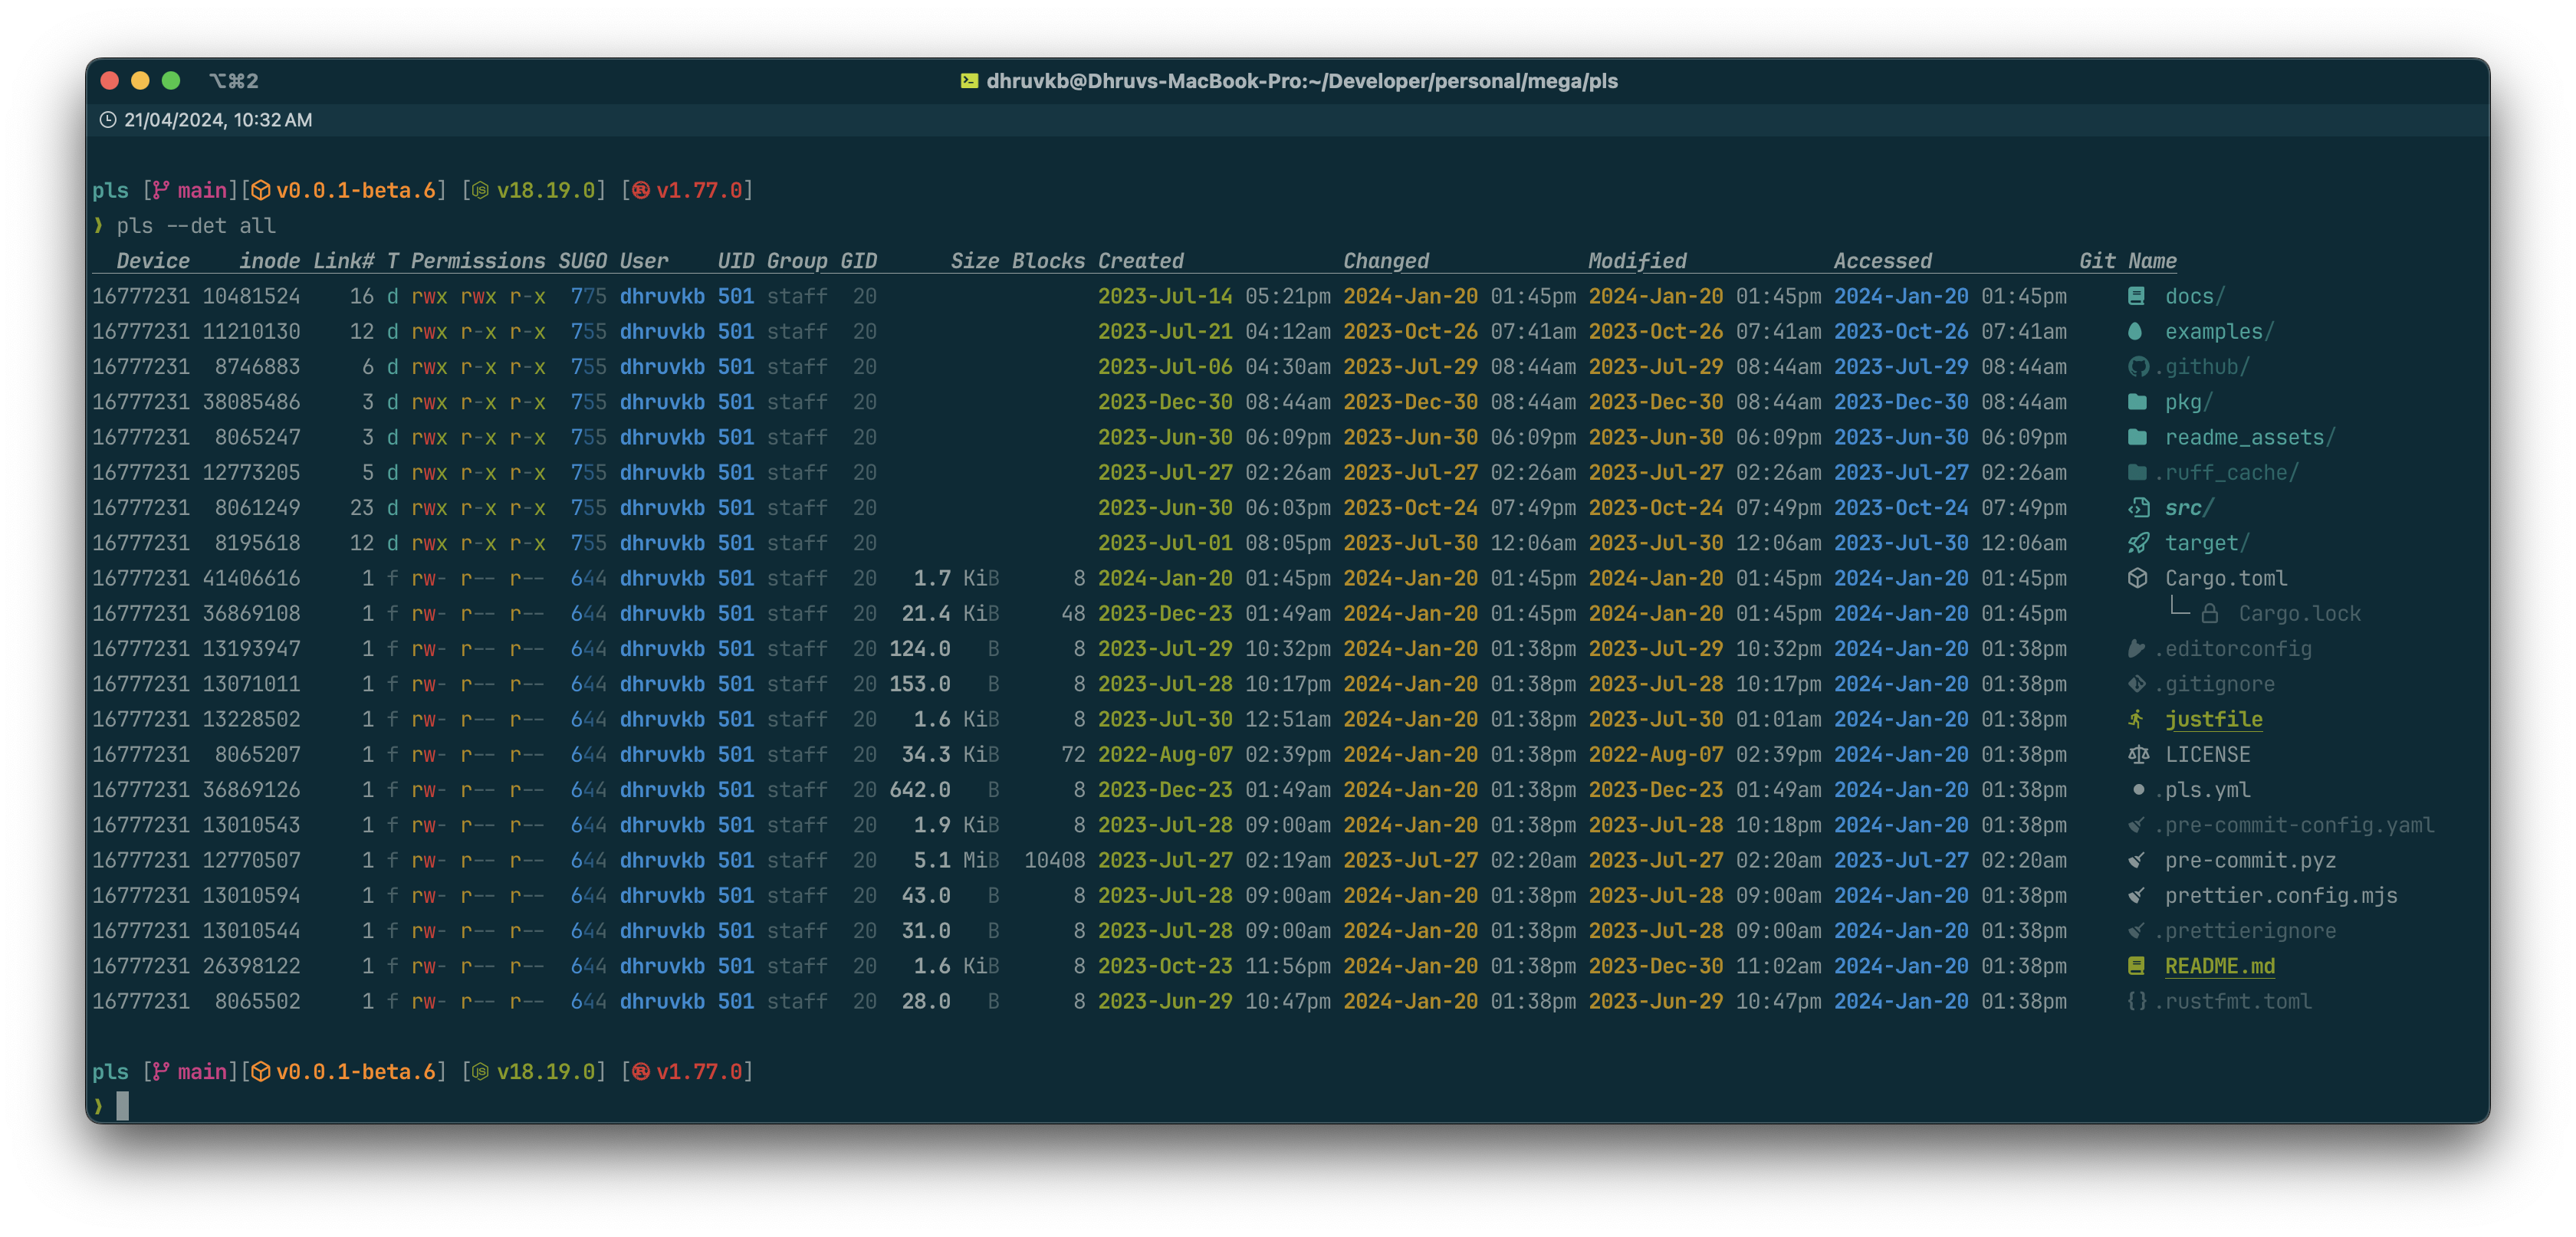 ⌥⌘2 dhruvkb@Dhruvs-MacBook-Pro:~/Developer/personal/mega/pls
21/04/2024, 10:32 AM
pls [main][v0.0.1-beta.6] [v18.19.0] [v1.77.0]
❯ pls --det all
Device inode Link# T Permissions SUGO User UID Group GID Size Blocks Created Changed Modified Accessed Git Name
16777231 10481524 16 d rwx rwx r-x 775 dhruvkb 501 staff 20 2023-Jul-14 05:21pm 2024-Jan-20 01:45pm 2024-Jan-20 01:45pm 2024-Jan-20 01:45pm docs/
16777231 11210130 12 d rwx r-x r-x 755 dhruvkb 501 staff 20 2023-Jul-21 04:12am 2023-Oct-26 07:41am 2023-Oct-26 07:41am 2023-Oct-26 07:41am examples/
16777231 8746883 6 d rwx r-x r-x 755 dhruvkb 501 staff 20 2023-Jul-06 04:30am 2023-Jul-29 08:44am 2023-Jul-29 08:44am 2023-Jul-29 08:44am .github/
16777231 38085486 3 d rwx r-x r-x 755 dhruvkb 501 staff 20 2023-Dec-30 08:44am 2023-Dec-30 08:44am 2023-Dec-30 08:44am 2023-Dec-30 08:44am pkg/
16777231 8065247 3 d rwx r-x r-x 755 dhruvkb 501 staff 20 2023-Jun-30 06:09pm 2023-Jun-30 06:09pm 2023-Jun-30 06:09pm 2023-Jun-30 06:09pm readme_assets/
16777231 12773205 5 d rwx r-x r-x 755 dhruvkb 501 staff 20 2023-Jul-27 02:26am 2023-Jul-27 02:26am 2023-Jul-27 02:26am 2023-Jul-27 02:26am .ruff_cache/
16777231 8061249 23 d rwx r-x r-x 755 dhruvkb 501 staff 20 2023-Jun-30 06:03pm 2023-Oct-24 07:49pm 2023-Oct-24 07:49pm 2023-Oct-24 07:49pm src/
16777231 8195618 12 d rwx r-x r-x 755 dhruvkb 501 staff 20 2023-Jul-01 08:05pm 2023-Jul-30 12:06am 2023-Jul-30 12:06am 2023-Jul-30 12:06am target/
16777231 41406616 1 f rw- r-- r-- 644 dhruvkb 501 staff 20 1.7 KiB 8 2024-Jan-20 01:45pm 2024-Jan-20 01:45pm 2024-Jan-20 01:45pm 2024-Jan-20 01:45pm Cargo.toml
16777231 36869108 1 f rw- r-- r-- 644 dhruvkb 501 staff 20 21.4 KiB 48 2023-Dec-23 01:49am 2024-Jan-20 01:45pm 2024-Jan-20 01:45pm 2024-Jan-20 01:45pm Cargo.lock
16777231 13193947 1 f rw- r-- r-- 644 dhruvkb 501 staff 20 124.0 B 8 2023-Jul-29 10:32pm 2024-Jan-20 01:38pm 2023-Jul-29 10:32pm 2024-Jan-20 01:38pm .editorconfig
16777231 13071011 1 f rw- r-- r-- 644 dhruvkb 501 staff 20 153.0 B 8 2023-Jul-28 10:17pm 2024-Jan-20 01:38pm 2023-Jul-28 10:17pm 2024-Jan-20 01:38pm .gitignore
16777231 13228502 1 f rw- r-- r-- 644 dhruvkb 501 staff 20 1.6 KiB 8 2023-Jul-30 12:51am 2024-Jan-20 01:38pm 2023-Jul-30 01:01am 2024-Jan-20 01:38pm justfile
16777231 8065207 1 f rw- r-- r-- 644 dhruvkb 501 staff 20 34.3 KiB 72 2022-Aug-07 02:39pm 2024-Jan-20 01:38pm 2022-Aug-07 02:39pm 2024-Jan-20 01:38pm LICENSE
16777231 36869126 1 f rw- r-- r-- 644 dhruvkb 501 staff 20 642.0 B 8 2023-Dec-23 01:49am 2024-Jan-20 01:38pm 2023-Dec-23 01:49am 2024-Jan-20 01:38pm .pls.yml
16777231 13010543 1 f rw- r-- r-- 644 dhruvkb 501 staff 20 1.9 KiB 8 2023-Jul-28 09:00am 2024-Jan-20 01:38pm 2023-Jul-28 10:18pm 2024-Jan-20 01:38pm .pre-commit-config.yaml
16777231 12770507 1 f rw- r-- r-- 644 dhruvkb 501 staff 20 5.1 MiB 10408 2023-Jul-27 02:19am 2023-Jul-27 02:20am 2023-Jul-27 02:20am 2023-Jul-27 02:20am pre-commit.pyz
16777231 13010594 1 f rw- r-- r-- 644 dhruvkb 501 staff 20 43.0 B 8 2023-Jul-28 09:00am 2024-Jan-20 01:38pm 2023-Jul-28 09:00am 2024-Jan-20 01:38pm prettier.config.mjs
16777231 13010544 1 f rw- r-- r-- 644 dhruvkb 501 staff 20 31.0 B 8 2023-Jul-28 09:00am 2024-Jan-20 01:38pm 2023-Jul-28 09:00am 2024-Jan-20 01:38pm .prettierignore
16777231 26398122 1 f rw- r-- r-- 644 dhruvkb 501 staff 20 1.6 KiB 8 2023-Oct-23 11:56pm 2024-Jan-20 01:38pm 2023-Dec-30 11:02am 2024-Jan-20 01:38pm README.md
16777231 8065502 1 f rw- r-- r-- 644 dhruvkb 501 staff 20 28.0 B 8 2023-Jun-29 10:47pm 2024-Jan-20 01:38pm 2023-Jun-29 10:47pm 2024-Jan-20 01:38pm .rustfmt.toml
pls [main][v0.0.1-beta.6] [v18.19.0] [v1.77.0]
❯